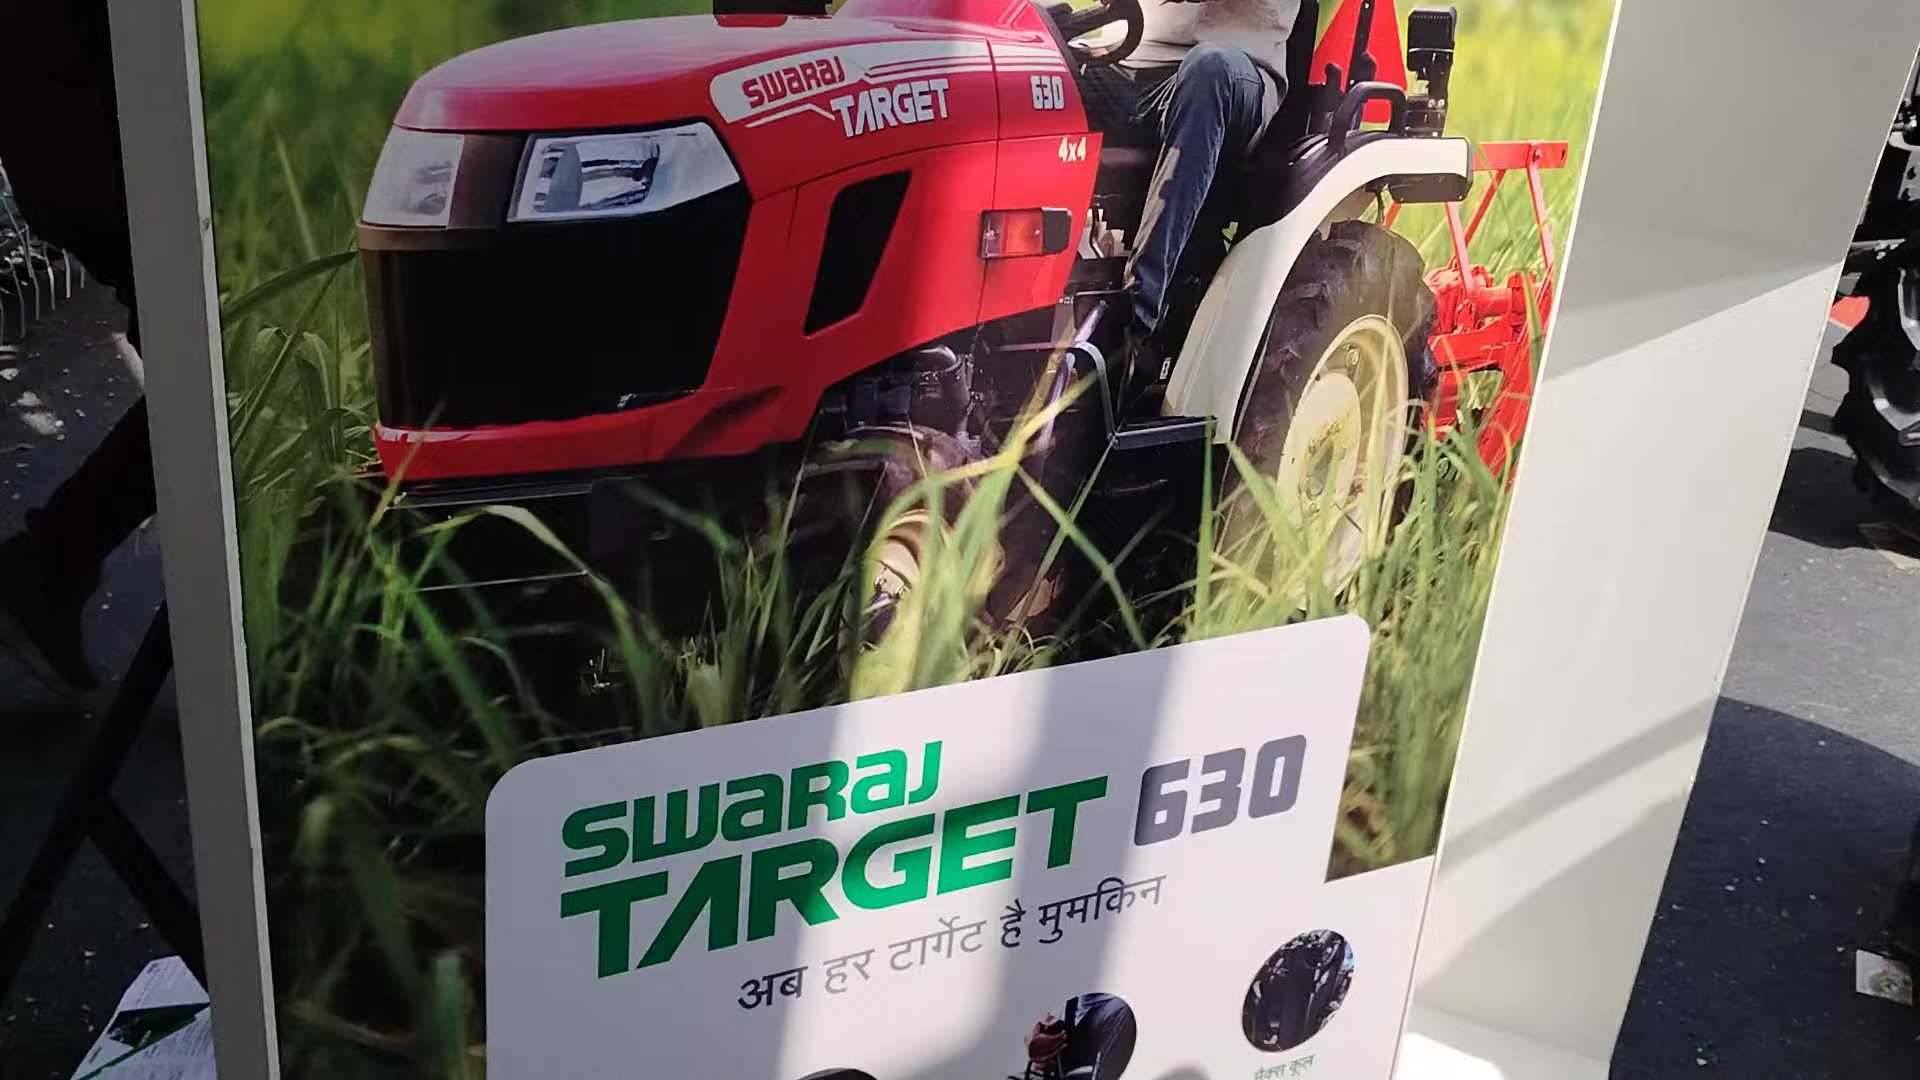 SWARAJ
TARGET
630
4x4
SWARAJ
TARGET 630
अब हर टार्गेट है मुमकिन
मैक्स कूल